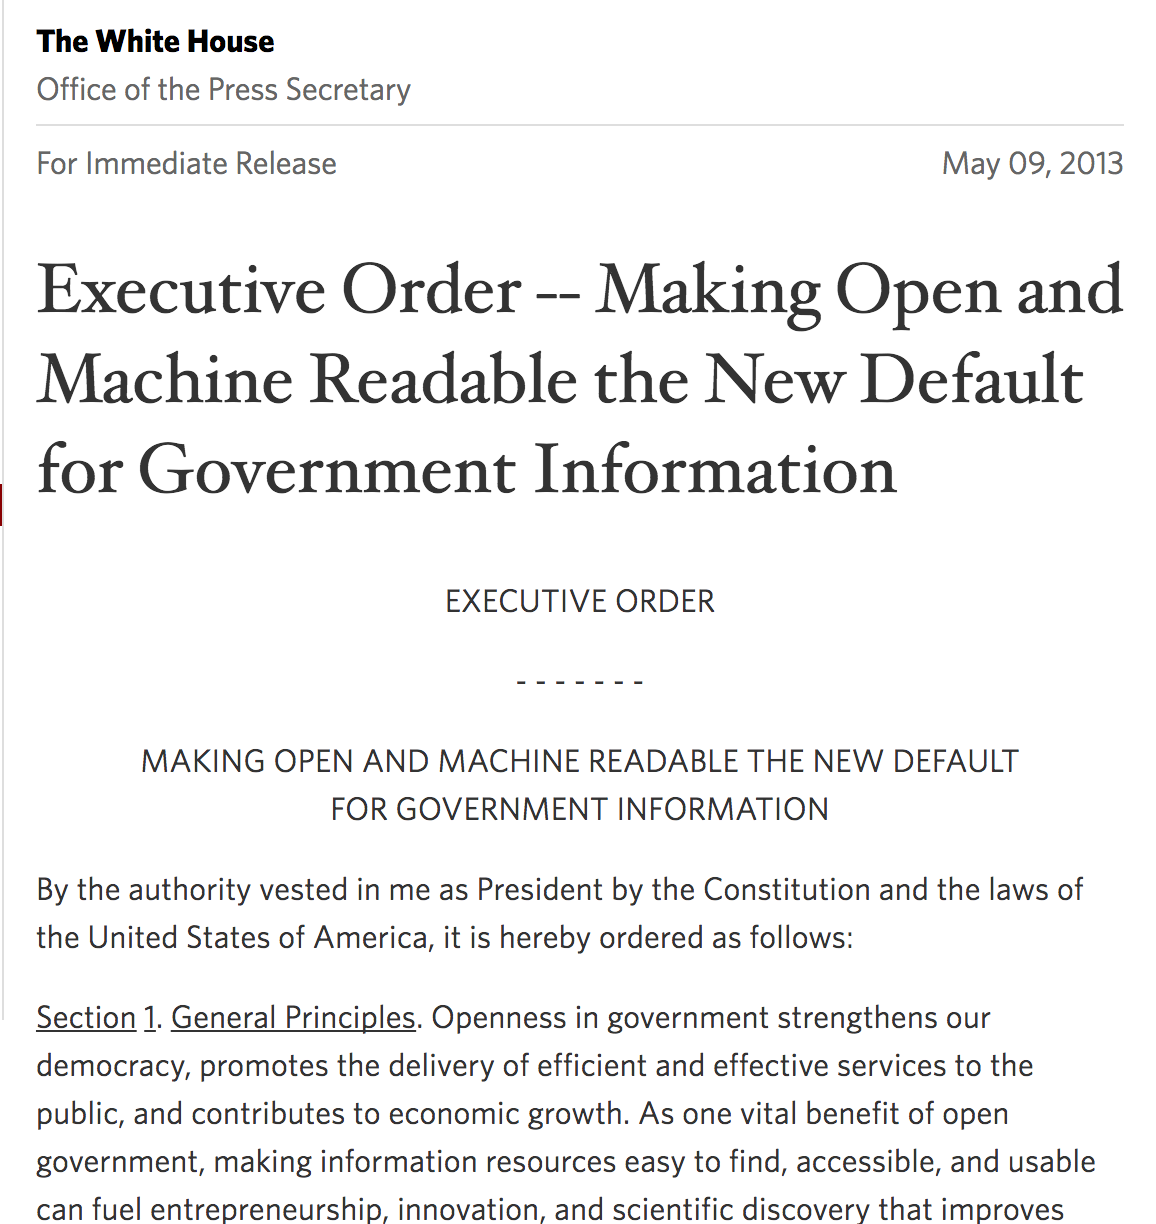 The White House
Office of the Press Secretary
For Immediate Release May 09, 2013
Executive Order -- Making Open and
Machine Readable the New Default
for Government Information
EXECUTIVE ORDER
- - - - - - -
MAKING OPEN AND MACHINE READABLE THE NEW DEFAULT
FOR GOVERNMENT INFORMATION
By the authority vested in me as President by the Constitution and the laws of
the United States of America, it is hereby ordered as follows:
Section 1. General Principles. Openness in government strengthens our
democracy, promotes the delivery of efficient and effective services to the
public, and contributes to economic growth. As one vital benefit of open
government, making information resources easy to find, accessible, and usable
can fuel entrepreneurship, innovation, and scientific discovery that improves